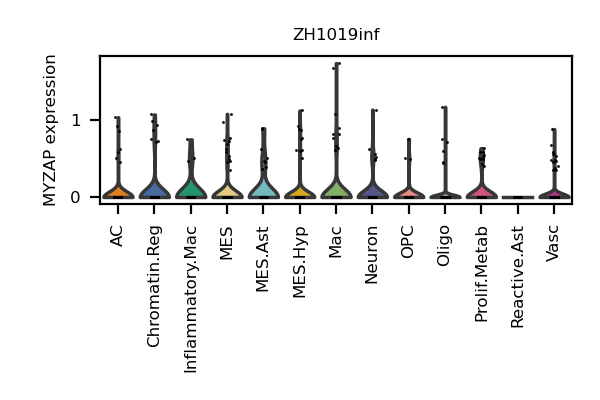 ZH1019inf
MYZAP expression
1
0
AC
Chromatin.Reg
Inflammatory.Mac
MES
MES.Ast
MES.Hyp
Mac
Neuron
OPC
Oligo
Prolif.Metab
Reactive.Ast
Vasc